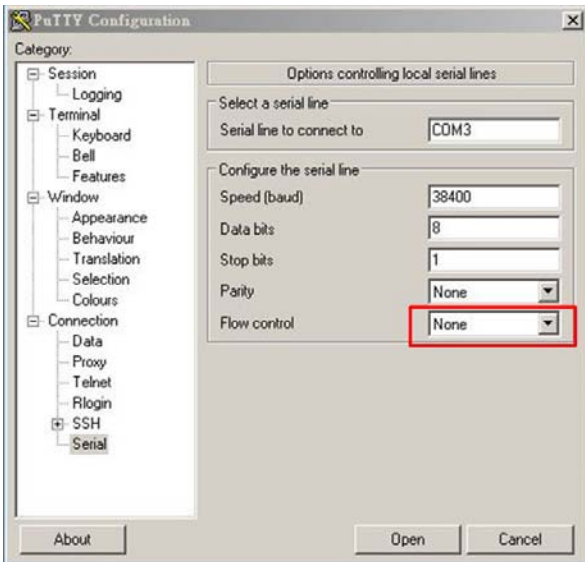 PuTTY Configuration
Category:
Session
Logging
Terminal
Keyboard
Bell
Features
Window
Appearance
Behaviour
Translation
Selection
Colours
Connection
Data
Proxy
Telnet
Rlogin
SSH
Serial
Options controlling local serial lines
Select a serial line
Serial line to connect to COM3
Configure the serial line
Speed (baud) 38400
Data bits 8
Stop bits 1
Parity None
Flow control None
About Open Cancel